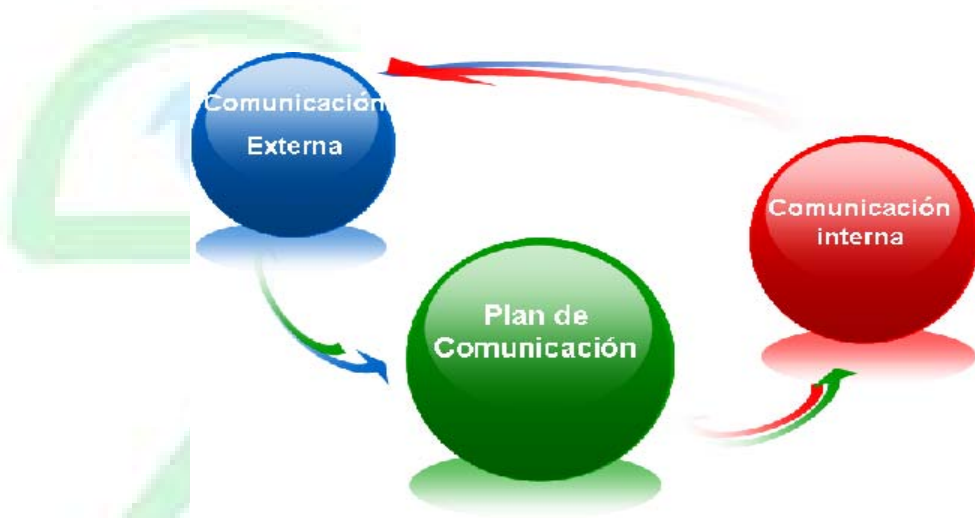 Comunicación
Externa
Comunicación
interna
Plan de
Comunicación